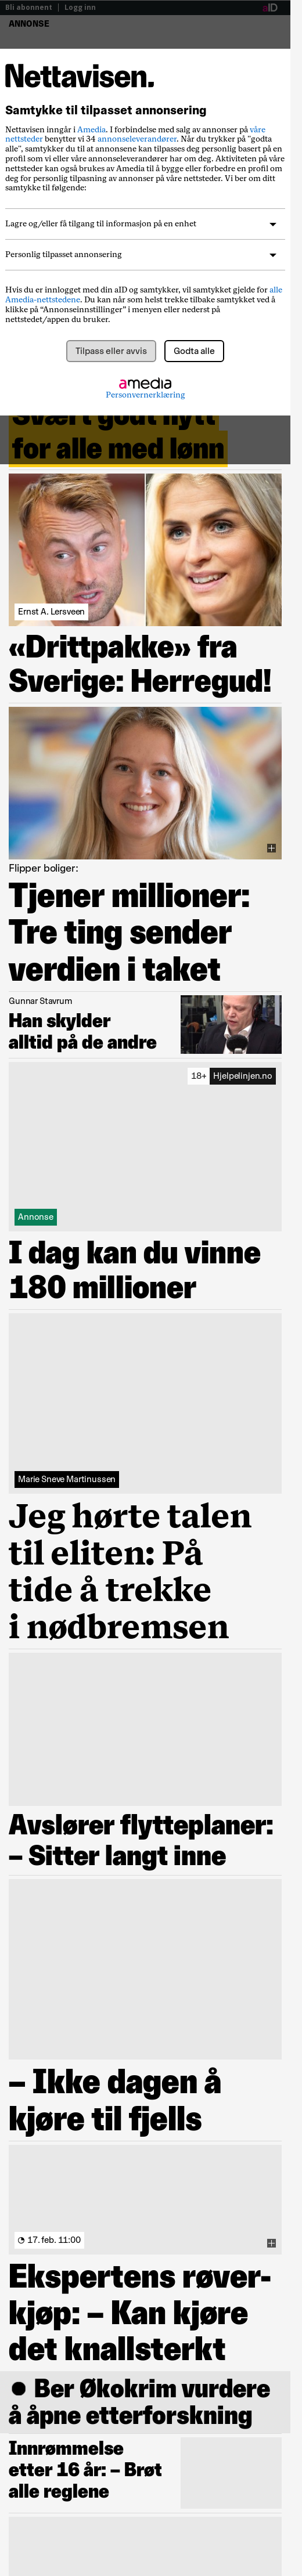 Bli abonnent | Logg inn
aID
ANNONSE
Nettavisen.
Samtykke til tilpasset annonsering
Nettavisen inngår i Amedia. I forbindelse med salg av annonser på våre
nettsteder benytter vi 34 annonseleverandører. Når du trykker på "godta
alle", samtykker du til at annonsene kan tilpasses deg personlig basert på en
profil som vi eller våre annonseleverandører har om deg. Aktiviteten på våre
nettsteder kan også brukes av Amedia til å bygge eller forbedre en profil om
deg for personlig tilpasning av annonser på våre nettsteder. Vi ber om ditt
samtykke til følgende:
Lagre og/eller få tilgang til informasjon på en enhet
Personlig tilpasset annonsering
Hvis du er innlogget med din aID og samtykker, vil samtykket gjelde for alle
Amedia-nettstedene. Du kan når som helst trekke tilbake samtykket ved å
klikke på “Annonseinnstillinger” i menyen eller nederst på
nettstedet/appen du bruker.
Tilpass eller avvis
Godta alle
amedia
Personvernerklæring
Svært godt nytt
for alle med lønn
Ernst A. Lersveen
«Drittpakke» fra
Sverige: Herregud!
Flipper boliger:
Tjener millioner:
Tre ting sender
verdien i taket
Gunnar Stavrum
Han skylder
alltid på de andre
18+ Hjelpelinjen.no
Annonse
I dag kan du vinne
180 millioner
Marie Sneve Martinussen
Jeg hørte talen
til eliten: På
tide å trekke
i nødbremsen
Avslører flytteplaner:
– Sitter langt inne
– Ikke dagen å
kjøre til fjells
17. feb. 11:00
Ekspertens røver-
kjøp: – Kan kjøre
det knallsterkt
● Ber Økokrim vurdere
å åpne etterforskning
Innrømmelse
etter 16 år: – Brøt
alle reglene